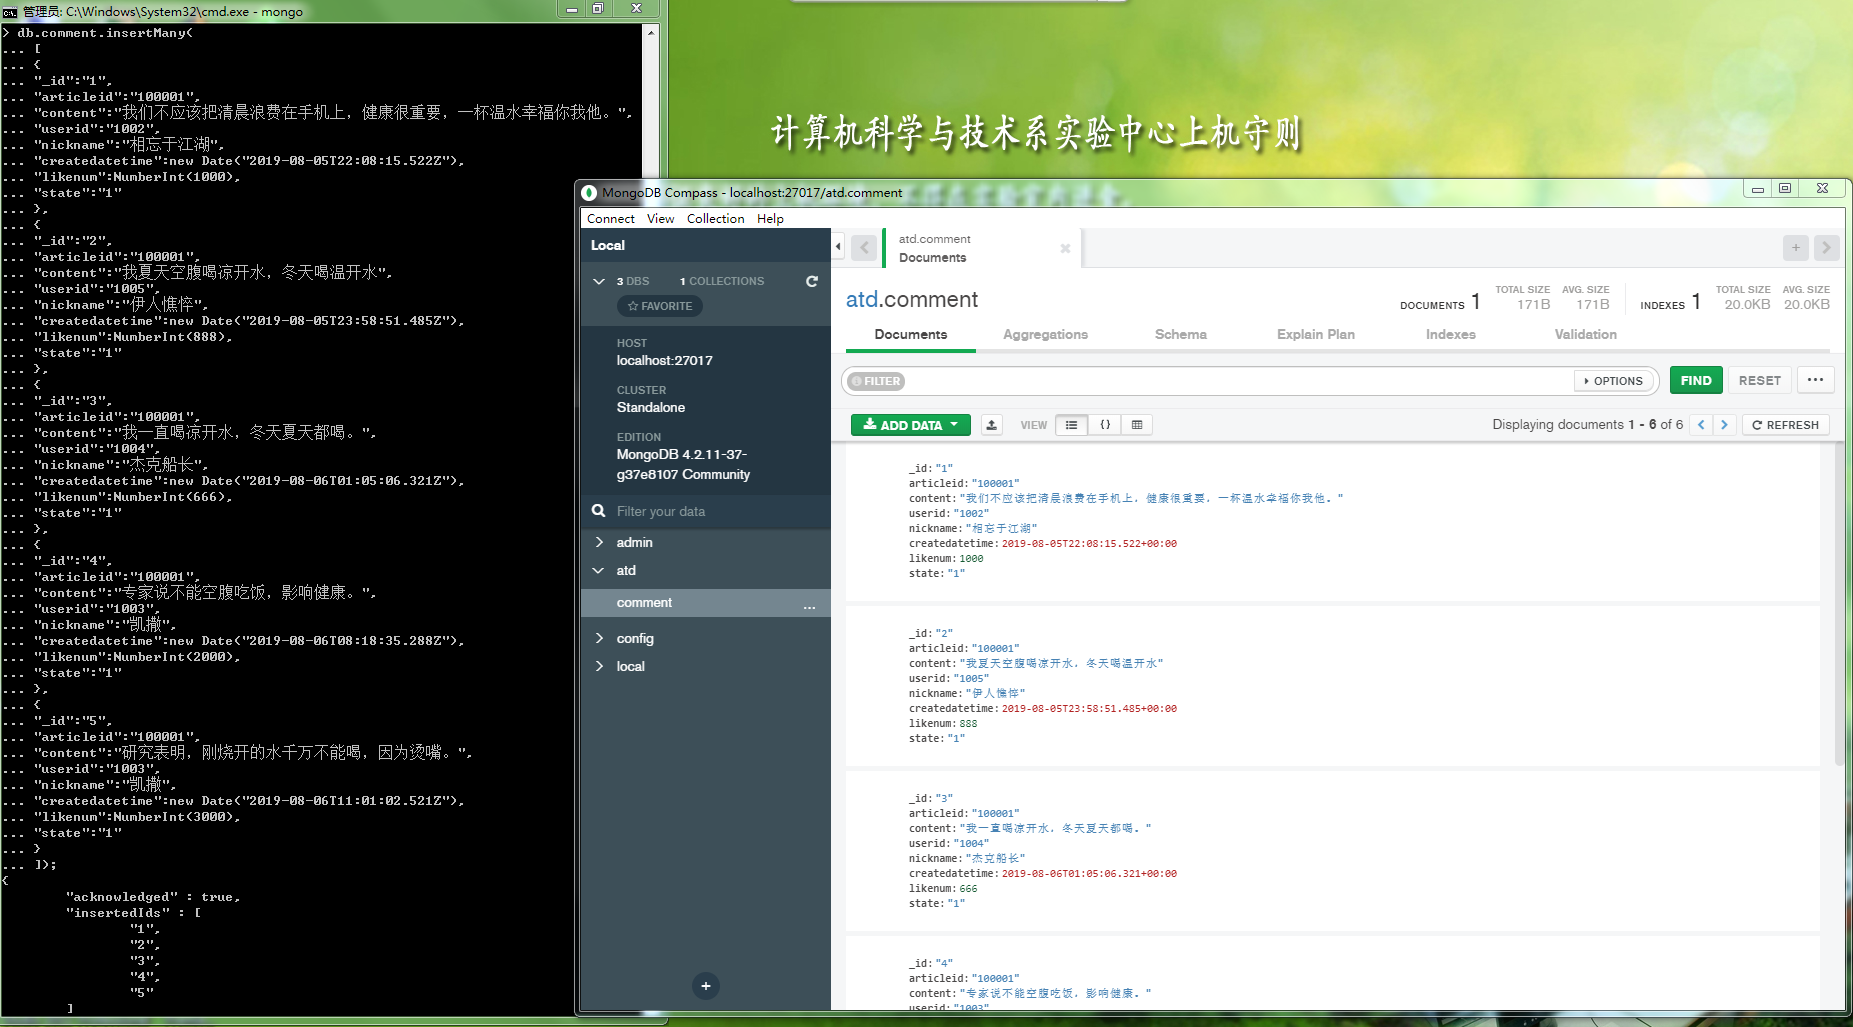 管理员: C:\Windows\System32\cmd.exe - mongo
> db.comment.insertMany(
... [
... {
... "_id":"1",
... "articleid":"100001",
... "content":"我们不应该把清晨浪费在手机上，健康很重要，一杯温水幸福你我他。",
... "userid":"1002",
... "nickname":"相忘于江湖",
... "createdatetime":new Date("2019-08-05T22:08:15.522Z"),
... "likenum":NumberInt(1000),
... "state":"1"
... },
... {
... "_id":"2",
... "articleid":"100001",
... "content":"我夏天空腹喝凉开水，冬天喝温开水",
... "userid":"1005",
... "nickname":"伊人憔悴",
... "createdatetime":new Date("2019-08-05T23:58:51.485Z"),
... "likenum":NumberInt(888),
... "state":"1"
... },
... {
... "_id":"3",
... "articleid":"100001",
... "content":"我一直喝凉开水，冬天夏天都喝。",
... "userid":"1004",
... "nickname":"杰克船长",
... "createdatetime":new Date("2019-08-06T01:05:06.321Z"),
... "likenum":NumberInt(666),
... "state":"1"
... },
... {
... "_id":"4",
... "articleid":"100001",
... "content":"专家说不能空腹吃饭，影响健康。",
... "userid":"1003",
... "nickname":"凯撒",
... "createdatetime":new Date("2019-08-06T08:18:35.288Z"),
... "likenum":NumberInt(2000),
... "state":"1"
... },
... {
... "_id":"5",
... "articleid":"100001",
... "content":"研究表明，刚烧开的水千万不能喝，因为烫嘴。",
... "userid":"1003",
... "nickname":"凯撒",
... "createdatetime":new Date("2019-08-06T11:01:02.521Z"),
... "likenum":NumberInt(3000),
... "state":"1"
... }
... ]);
{
"acknowledged" : true,
"insertedIds" : [
"1",
"2",
"3",
"4",
"5"
]
计算机科学与技术系实验中心上机守则
MongoDB Compass - localhost:27017/atd.comment
Connect View Collection Help
Local
3 DBS 1 COLLECTIONS
FAVORITE
HOST
localhost:27017
CLUSTER
Standalone
EDITION
MongoDB 4.2.11-37-
g37e8107 Community
Filter your data
admin
atd
comment ...
config
local
+
atd.comment
Documents
atd.comment
DOCUMENTS 1 TOTAL SIZE 171B AVG. SIZE 171B INDEXES 1 TOTAL SIZE 20.0KB AVG. SIZE 20.0KB
Documents Aggregations Schema Explain Plan Indexes Validation
FILTER OPTIONS FIND RESET ...
ADD DATA VIEW {} Displaying documents 1 - 6 of 6 REFRESH
_id:"1"
articleid:"100001"
content:"我们不应该把清晨浪费在手机上，健康很重要，一杯温水幸福你我他。"
userid:"1002"
nickname:"相忘于江湖"
createdatetime:2019-08-05T22:08:15.522+00:00
likenum:1000
state:"1"
_id:"2"
articleid:"100001"
content:"我夏天空腹喝凉开水，冬天喝温开水"
userid:"1005"
nickname:"伊人憔悴"
createdatetime:2019-08-05T23:58:51.485+00:00
likenum:888
state:"1"
_id:"3"
articleid:"100001"
content:"我一直喝凉开水，冬天夏天都喝。"
userid:"1004"
nickname:"杰克船长"
createdatetime:2019-08-06T01:05:06.321+00:00
likenum:666
state:"1"
_id:"4"
articleid:"100001"
content:"专家说不能空腹吃饭，影响健康。"
userid:"1003"